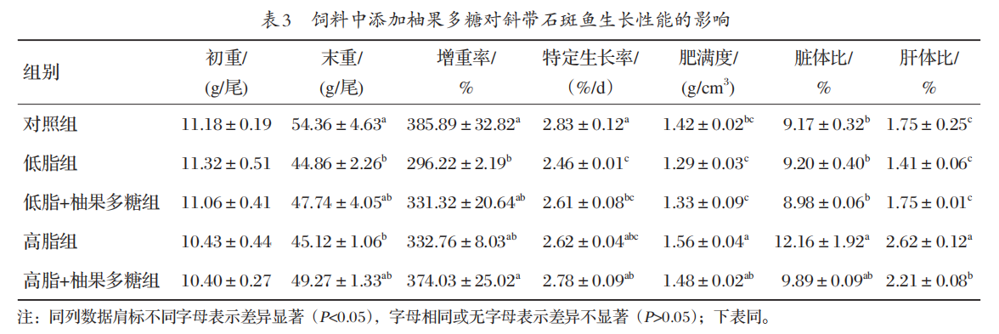 表3 饲料中添加柚果多糖对斜带石斑鱼生长性能的影响
组别 初重/(g/尾) 末重/(g/尾) 增重率/% 特定生长率/(%/d) 肥满度/(g/cm³) 脏体比/% 肝体比/%
对照组 11.18±0.19 54.36±4.63ᵃ 385.89±32.82ᵃ 2.83±0.12ᵃ 1.42±0.02ᵇᶜ 9.17±0.32ᵇ 1.75±0.25ᶜ
低脂组 11.32±0.51 44.86±2.26ᵇ 296.22±2.19ᵇ 2.46±0.01ᶜ 1.29±0.03ᶜ 9.20±0.40ᵇ 1.41±0.06ᶜ
低脂+柚果多糖组 11.06±0.41 47.74±4.05ᵃᵇ 331.32±20.64ᵃᵇ 2.61±0.08ᵇᶜ 1.33±0.09ᶜ 8.98±0.06ᵇ 1.75±0.01ᶜ
高脂组 10.43±0.44 45.12±1.06ᵇ 332.76±8.03ᵃᵇ 2.62±0.04ᵃᵇᶜ 1.56±0.04ᵃ 12.16±1.92ᵃ 2.62±0.12ᵃ
高脂+柚果多糖组 10.40±0.27 49.27±1.33ᵃᵇ 374.03±25.02ᵃ 2.78±0.09ᵃᵇ 1.48±0.02ᵃᵇ 9.89±0.09ᵃᵇ 2.21±0.08ᵇ
注：同列数据肩标不同字母表示差异显著（P<0.05），字母相同或无字母表示差异不显著（P>0.05）；下表同。